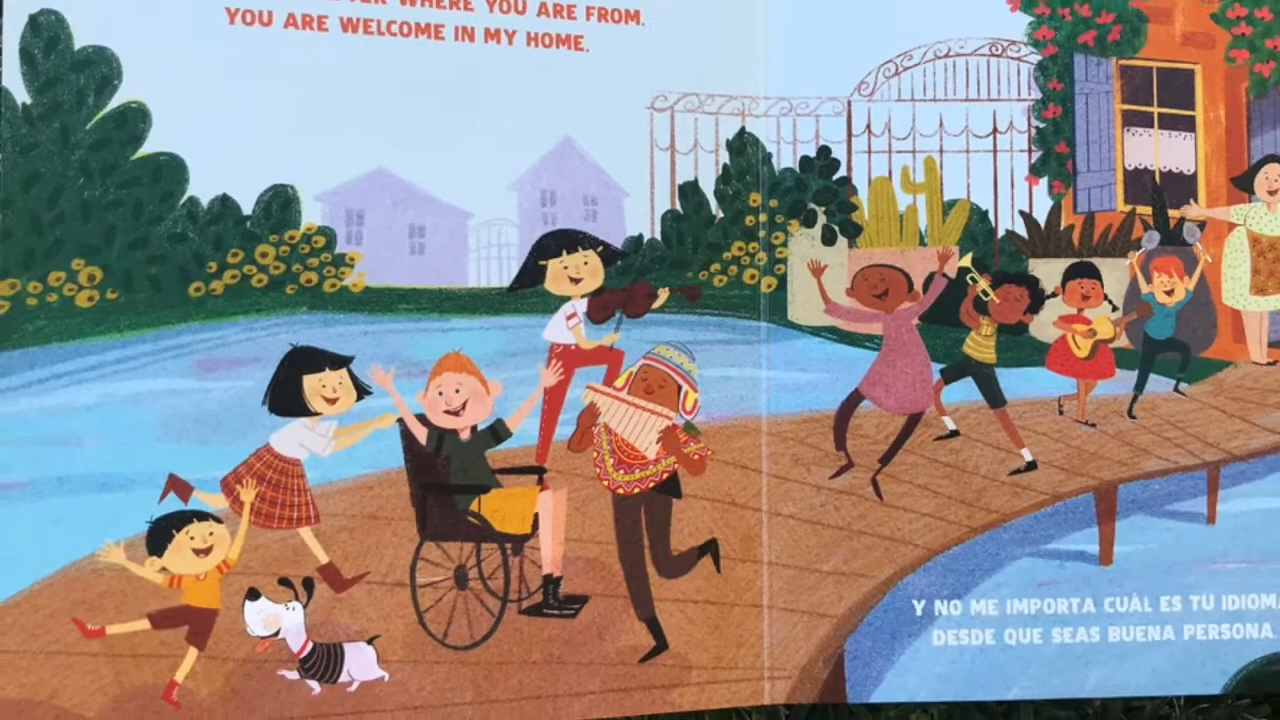 WHERE YOU ARE FROM.
YOU ARE WELCOME IN MY HOME.
Y NO ME IMPORTA CUÁL ES TU IDIOM
DESDE QUE SEAS BUENA PERSONA